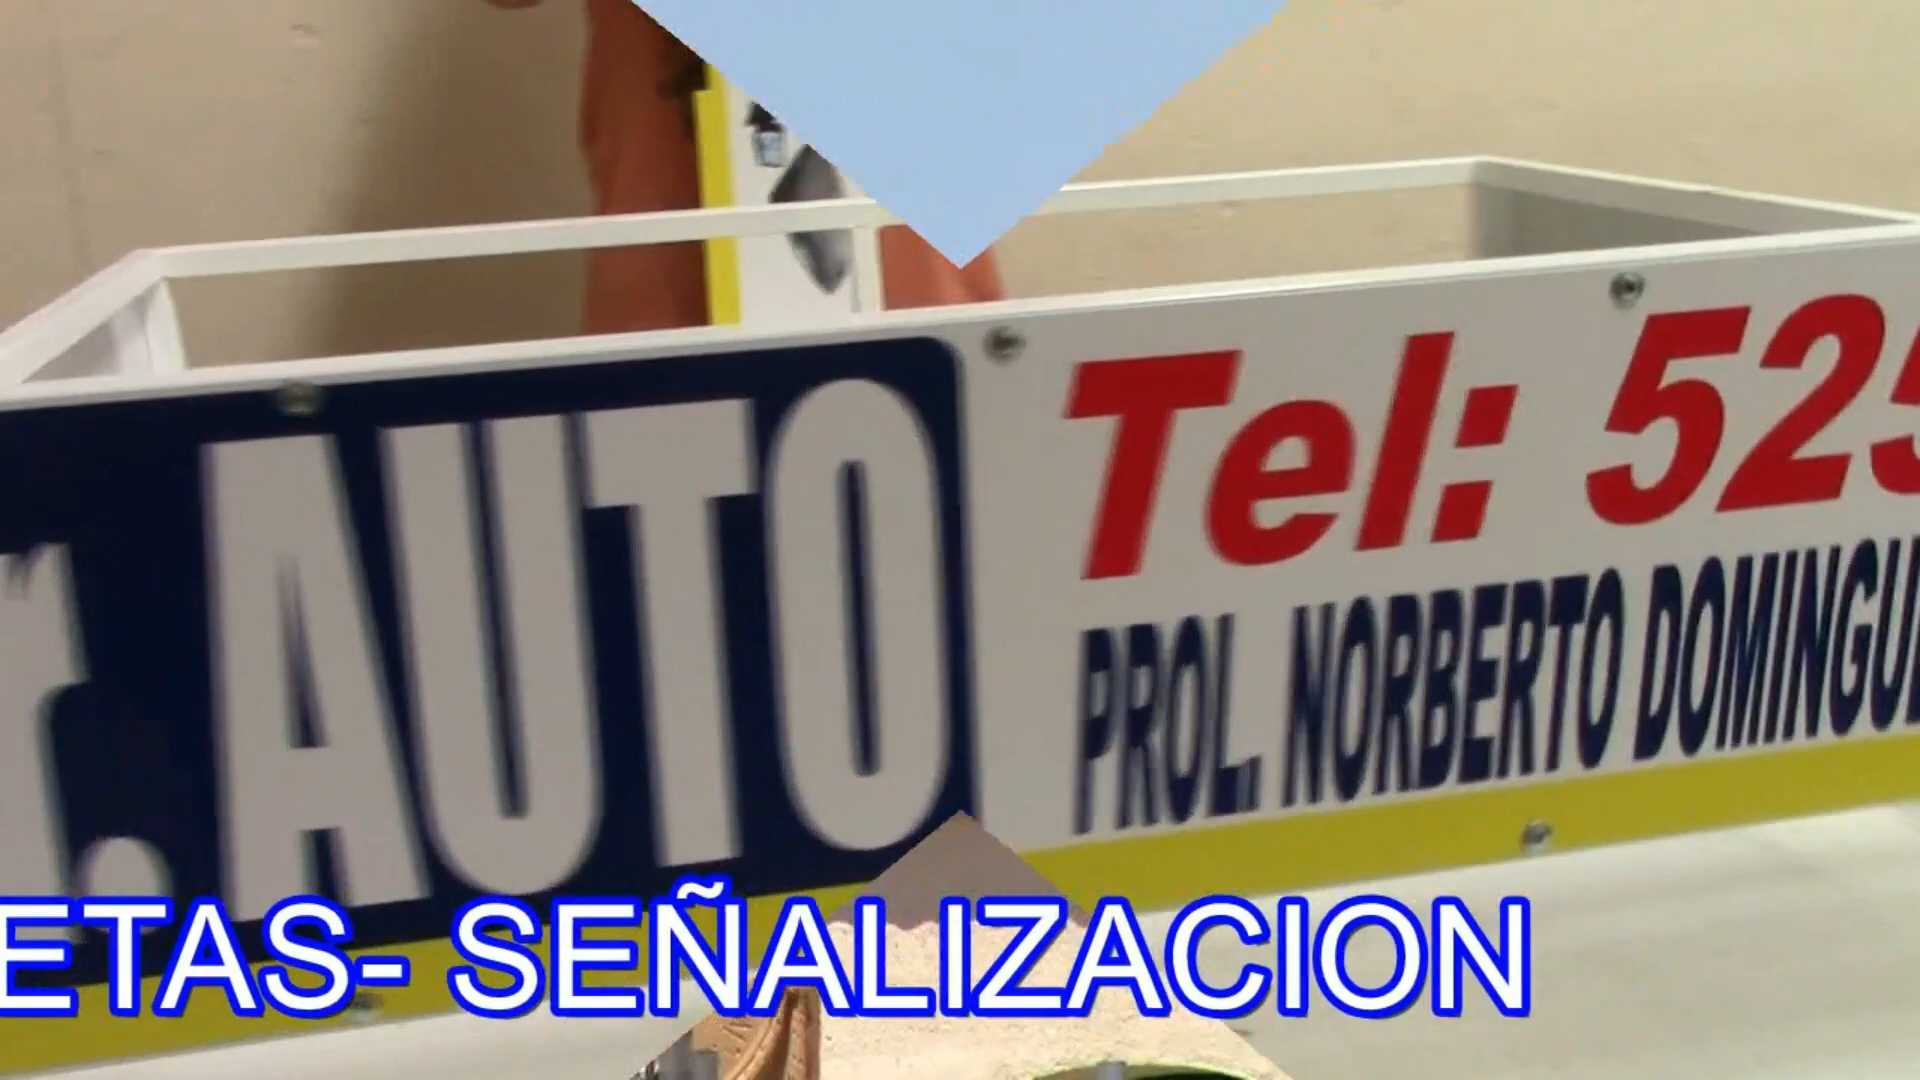 r. AUTO
Tel: 525
PROL. NORBERTO DOMINGU
ETAS- SEÑALIZACION